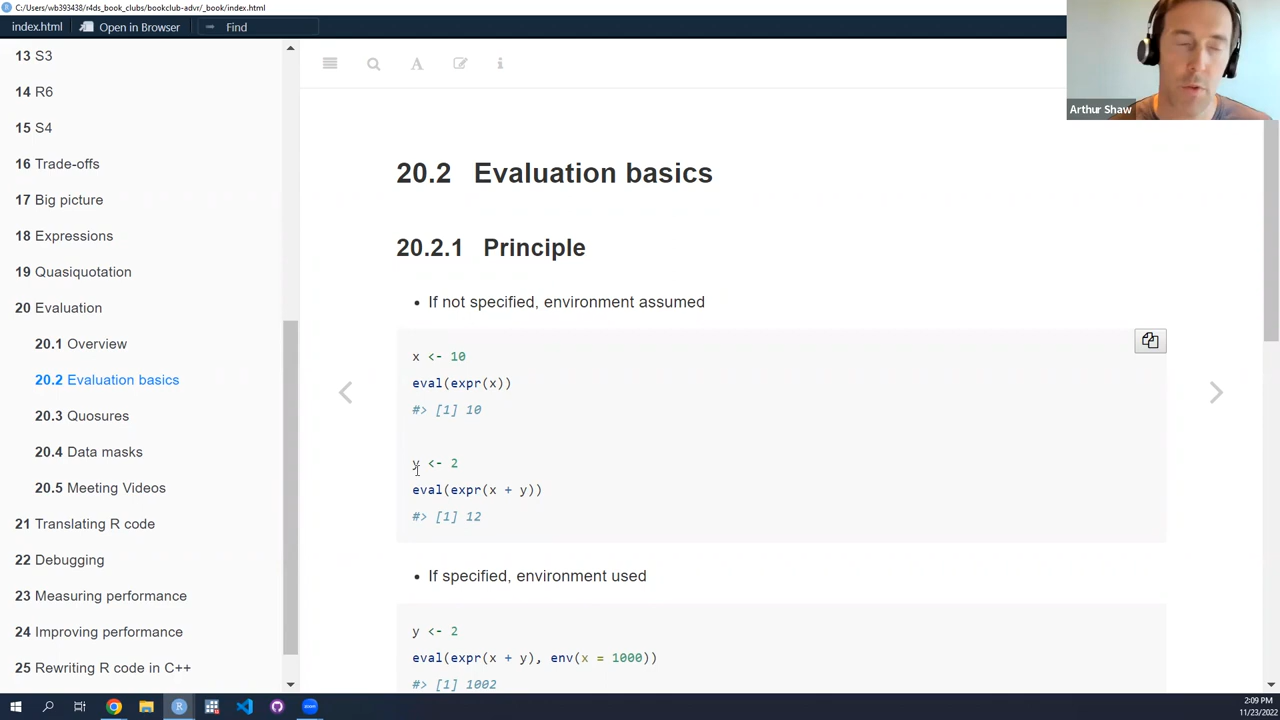 C:/Users/wb393438/r4ds_book_clubs/bookclub-advr/_book/index.html
index.html
Open in Browser
Find
13 S3
14 R6
15 S4
16 Trade-offs
17 Big picture
18 Expressions
19 Quasiquotation
20 Evaluation
20.1 Overview
20.2 Evaluation basics
20.3 Quosures
20.4 Data masks
20.5 Meeting Videos
21 Translating R code
22 Debugging
23 Measuring performance
24 Improving performance
25 Rewriting R code in C++
A
i
Arthur Shaw
20.2 Evaluation basics
20.2.1 Principle
• If not specified, environment assumed
x <- 10
eval(expr(x))
#> [1] 10
y <- 2
eval(expr(x + y))
#> [1] 12
• If specified, environment used
y <- 2
eval(expr(x + y), env(x = 1000))
#> [1] 1002
R
zoom
2:09 PM
11/23/2022